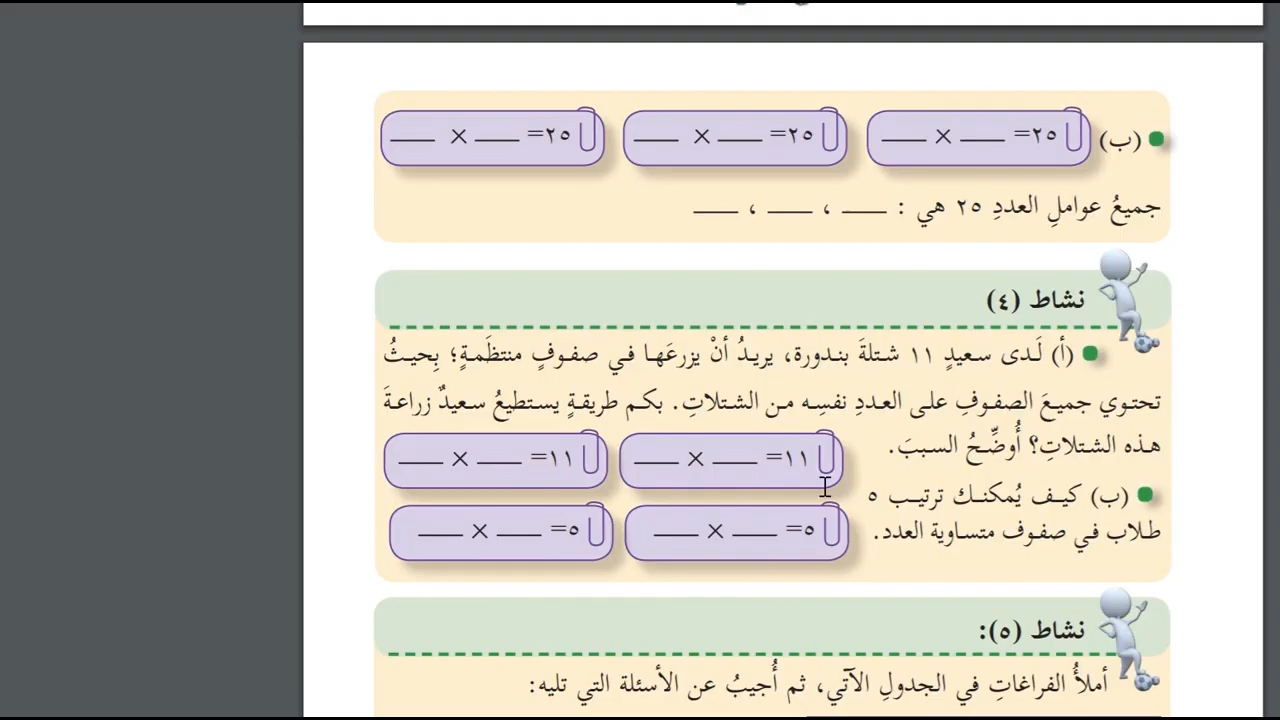 (ب) ٢٥= ___ × ___ ٢٥= ___ × ___ ٢٥= ___ × ___
جميعُ عواملِ العددِ ٢٥ هي : ___ ، ___ ، ___
نشاط (٤)
(أ) لَدى سعيدٍ ١١ شتلةَ بندورة، يريدُ أنْ يزرعَها في صفوفٍ منتظَمةٍ؛ بِحيثُ
تحتوي جميعَ الصفوفِ على العددِ نفسِه من الشتلاتِ. بكم طريقةٍ يستطيعُ سعيدٌ زراعةَ
هذه الشتلاتِ؟ أُوضِّحُ السببَ.
١١= ___ × ___ ١١= ___ × ___
(ب) كيف يُمكنك ترتيب ٥
طلاب في صفوف متساوية العدد.
٥= ___ × ___ ٥= ___ × ___
نشاط (٥):
أملأُ الفراغاتِ في الجدولِ الآتي، ثم أُجيبُ عن الأسئلة التي تليه: